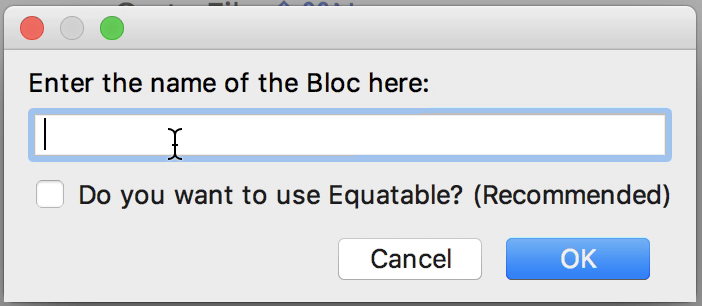 Enter the name of the Bloc here:
Do you want to use Equatable? (Recommended)
Cancel
OK